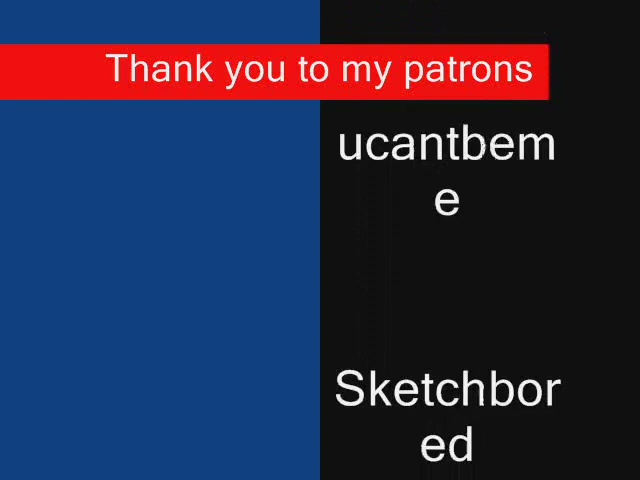 Thank you to my patrons
ucantbem
e
Sketchbor
ed